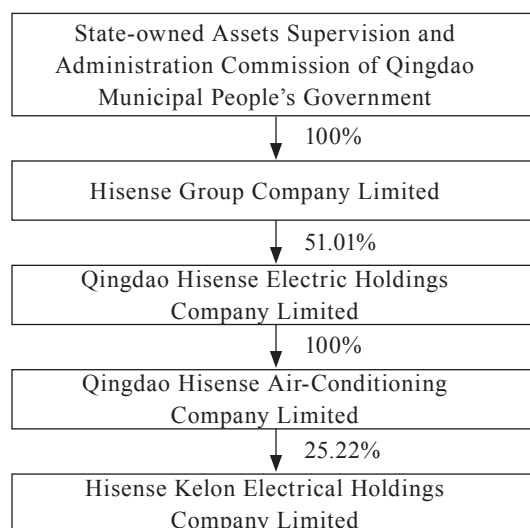 State-owned Assets Supervision and
Administration Commission of Qingdao
Municipal People’s Government
100%
Hisense Group Company Limited
51.01%
Qingdao Hisense Electric Holdings
Company Limited
100%
Qingdao Hisense Air-Conditioning
Company Limited
25.22%
Hisense Kelon Electrical Holdings
Company Limited